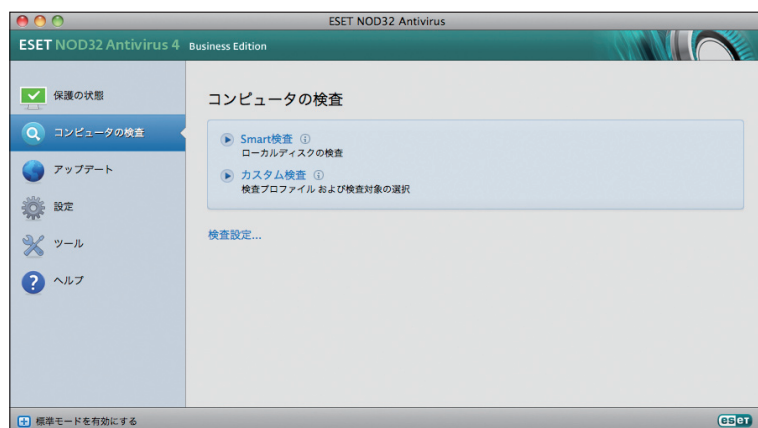 ESET NOD32 Antivirus
ESET NOD32 Antivirus 4 Business Edition
保護の状態
コンピュータの検査
アップデート
設定
ツール
ヘルプ
コンピュータの検査
Smart検査
ローカルディスクの検査
カスタム検査
検査プロファイル および検査対象の選択
検査設定...
標準モードを有効にする
eseT